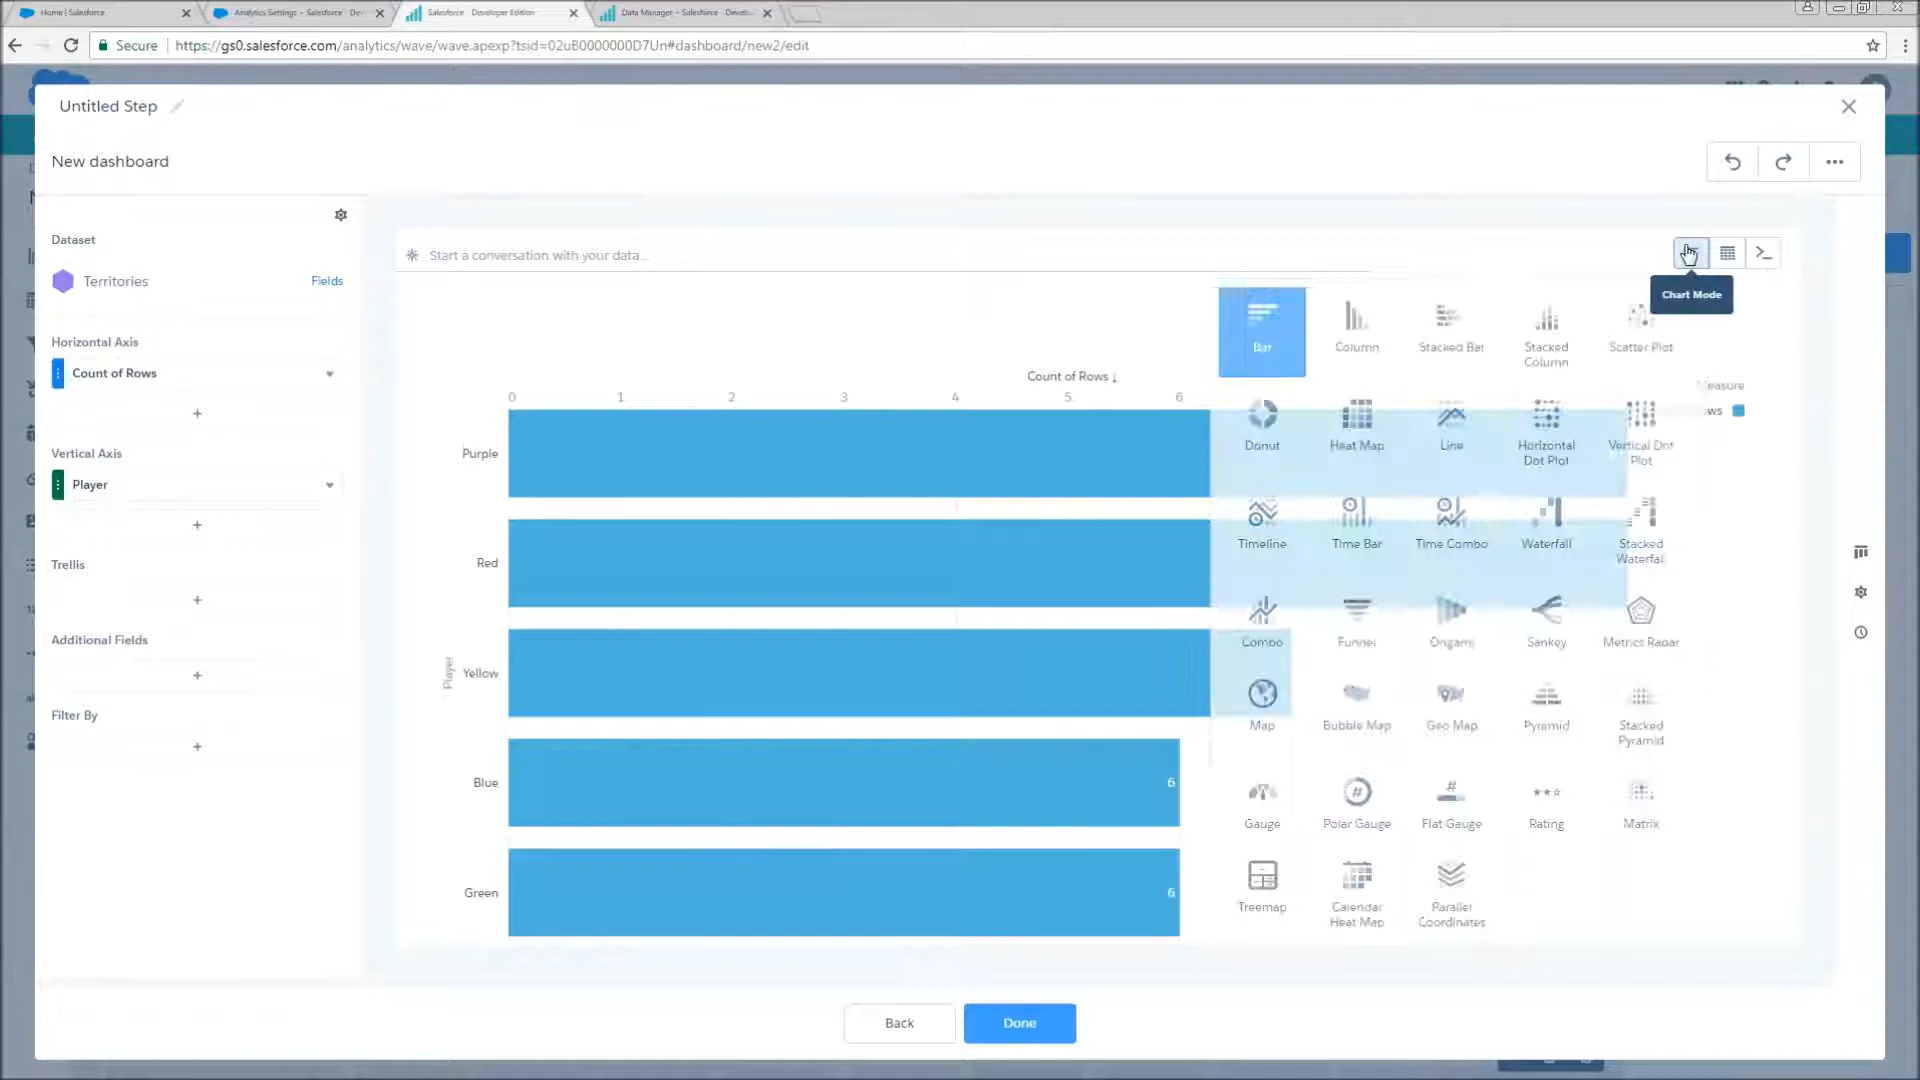 Home | Salesforce
Analytics Settings ~ Salesforce - De
Salesforce - Developer Edition
Data Manager ~ Salesforce - Devel
Secure
https://gs0.salesforce.com/analytics/wave/wave.apexp?tsid=02uB0000000D7Un#dashboard/new2/edit
Untitled Step
New dashboard
Dataset
Territories
Fields
Horizontal Axis
Count of Rows
Vertical Axis
Player
Trellis
Additional Fields
Filter By
Start a conversation with your data...
Chart Mode
Count of Rows ↓
0 1 2 3 4 5 6
Purple
Red
Yellow
Blue
Green
Player
6
6
Bar
Column
Stacked Bar
Stacked
Column
Scatter Plot
easure
ws
Donut
Heat Map
Line
Horizontal
Dot Plot
Vertical Dot
Plot
Timeline
Time Bar
Time Combo
Waterfall
Stacked
Waterfall
Combo
Funnel
Origami
Sankey
Metrics Radar
Map
Bubble Map
Geo Map
Pyramid
Stacked
Pyramid
Gauge
Polar Gauge
Flat Gauge
Rating
Matrix
Treemap
Calendar
Heat Map
Parallel
Coordinates
Back
Done